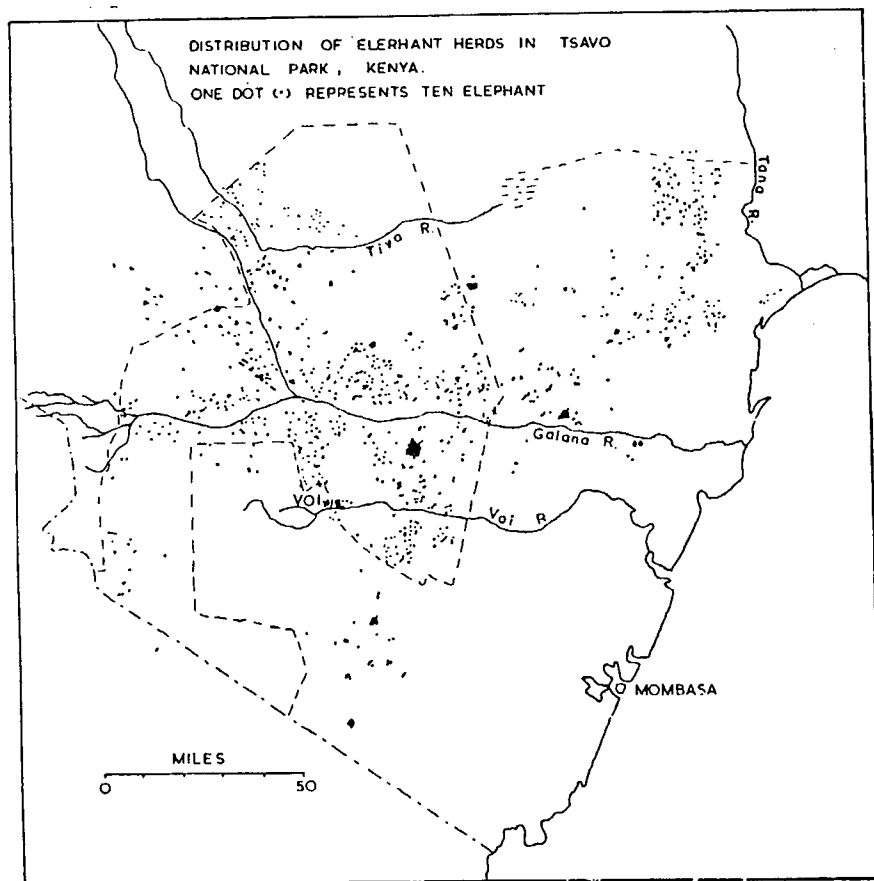 DISTRIBUTION OF ELERHANT HERDS IN TSAVO
NATIONAL PARK, KENYA.
ONE DOT (•) REPRESENTS TEN ELEPHANT
Tana R.
Tiva R.
Galana R.
VOI
Voi R
MOMBASA
MILES
0 50